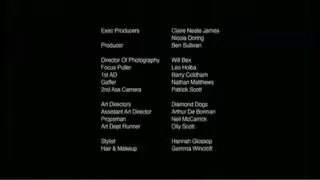 Exec Producers Claire Neate James
Nicola Doring
Producer Ben Sullivan
Director Of Photography Will Bex
Focus Puller Leo Holba
1st AD Barry Coldham
Gaffer Nathan Matthews
2nd Ass Camera Patrick Scott
Art Directors Diamond Dogs
Assistant Art Director Arthur De Borman
Propsman Neil McCarrick
Art Dept Runner Olly Scott
Stylist Hannah Glossop
Hair & Makeup Gemma Wincroft